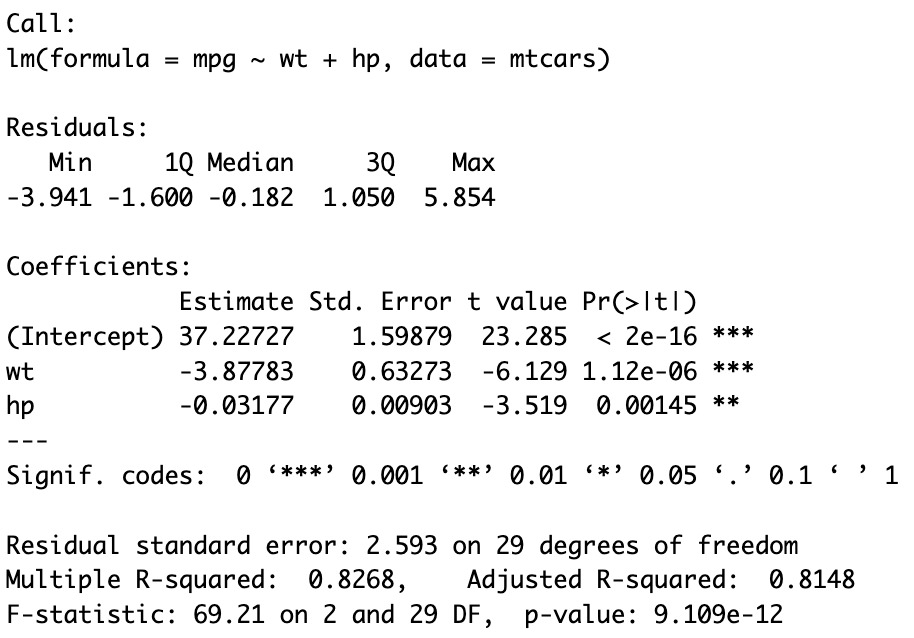 Call:
lm(formula = mpg ~ wt + hp, data = mtcars)

Residuals:
   Min     1Q Median     3Q    Max
-3.941 -1.600 -0.182  1.050  5.854

Coefficients:
            Estimate Std. Error t value Pr(>|t|)
(Intercept) 37.22727    1.59879  23.285  < 2e-16 ***
wt          -3.87783    0.63273  -6.129 1.12e-06 ***
hp          -0.03177    0.00903  -3.519  0.00145 **
---
Signif. codes:  0 ‘***’ 0.001 ‘**’ 0.01 ‘*’ 0.05 ‘.’ 0.1 ‘ ’ 1

Residual standard error: 2.593 on 29 degrees of freedom
Multiple R-squared:  0.8268,    Adjusted R-squared:  0.8148
F-statistic: 69.21 on 2 and 29 DF,  p-value: 9.109e-12